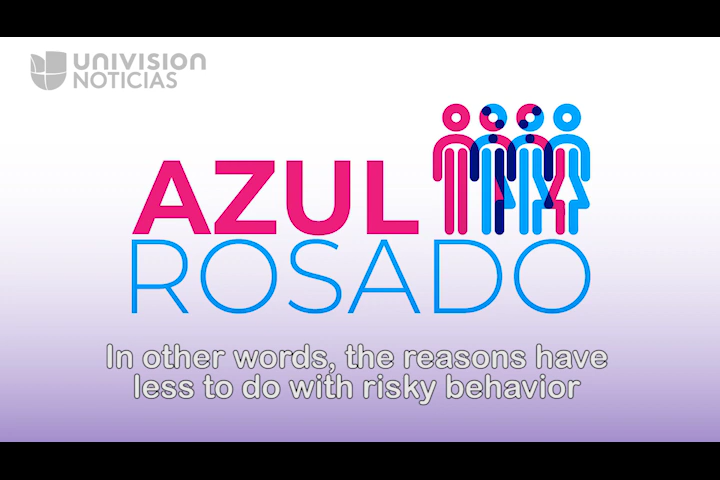 UNIVISION
NOTICIAS
AZUL
ROSADO
In other words, the reasons have
less to do with risky behavior